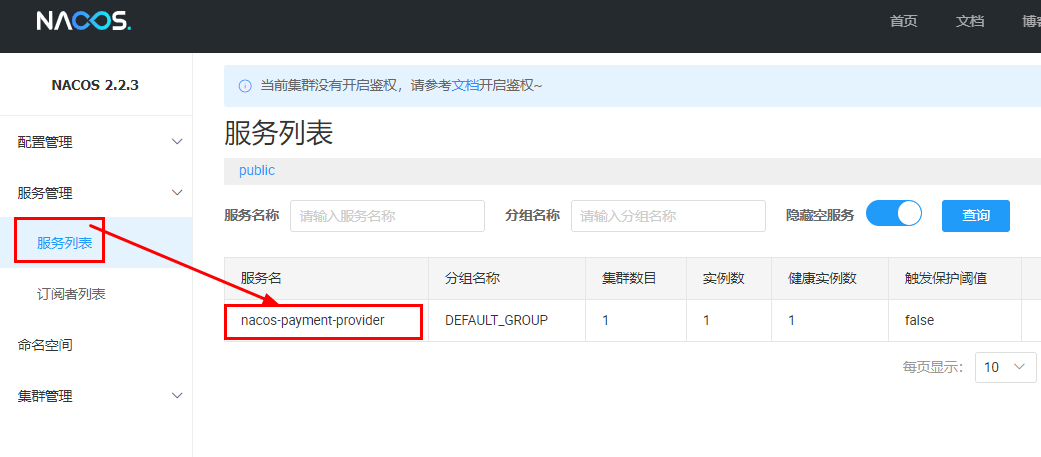 NACOS.
首页 文档 博客
NACOS 2.2.3
当前集群没有开启鉴权，请参考文档开启鉴权~
配置管理
服务管理
服务列表
订阅者列表
命名空间
集群管理
服务列表
public
服务名称 请输入服务名称 分组名称 请输入分组名称 隐藏空服务 查询
服务名 分组名称 集群数目 实例数 健康实例数 触发保护阈值
nacos-payment-provider DEFAULT_GROUP 1 1 1 false
每页显示： 10